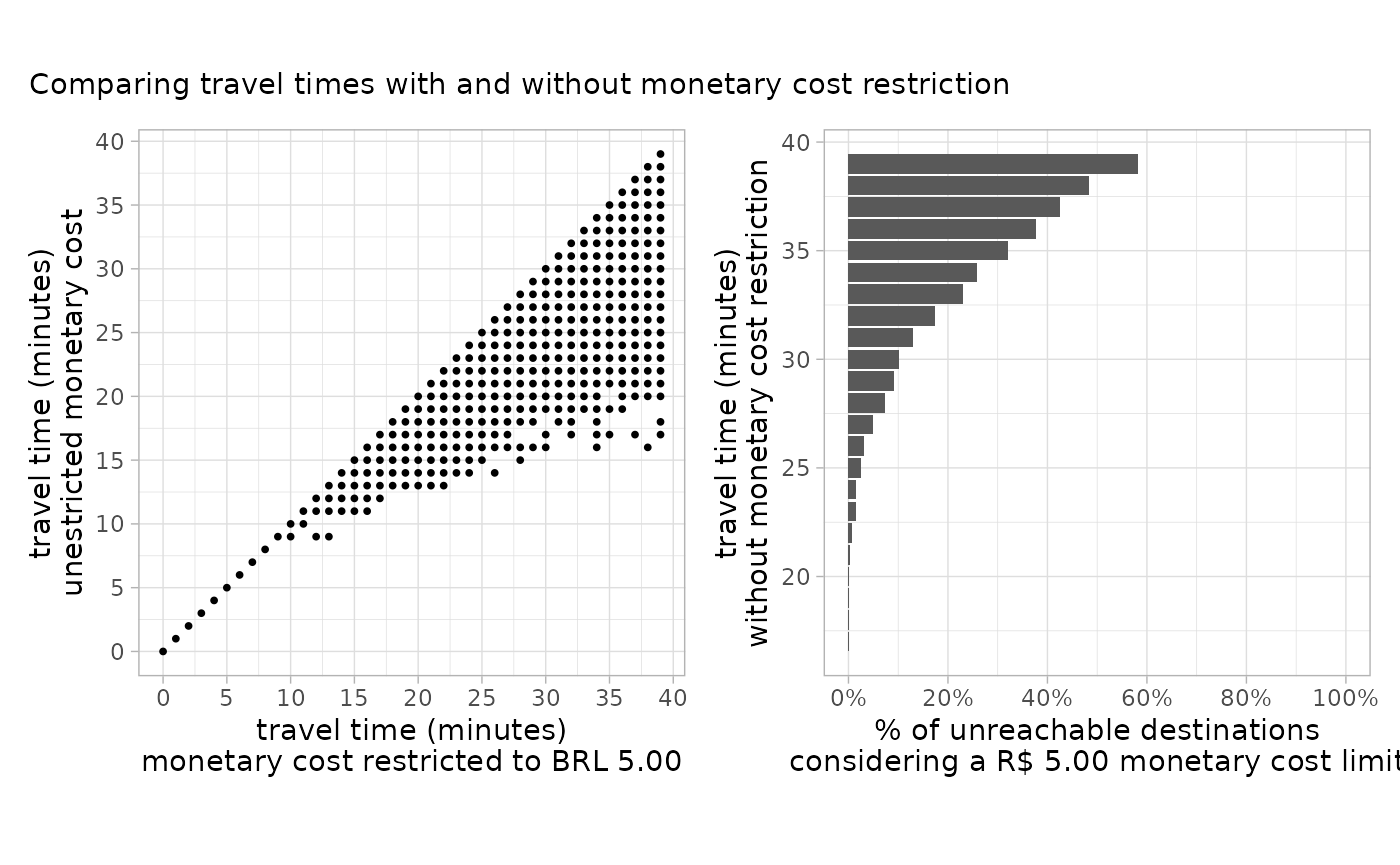 Comparing travel times with and without monetary cost restriction
travel time (minutes)
unestricted monetary cost
40
35
30
25
20
15
10
5
0
0 5 10 15 20 25 30 35 40
travel time (minutes)
monetary cost restricted to BRL 5.00
travel time (minutes)
without monetary cost restriction
40
35
30
25
20
0% 20% 40% 60% 80% 100%
% of unreachable destinations
considering a R$ 5.00 monetary cost limit